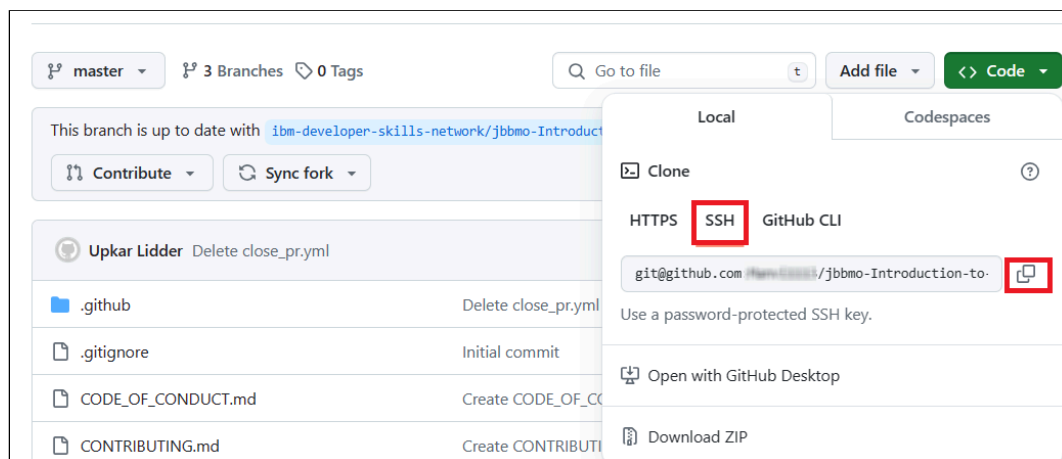 master 3 Branches 0 Tags Go to file t Add file <> Code
Local Codespaces
This branch is up to date with ibm-developer-skills-network/jbbmo-Introduct
Clone
Contribute Sync fork
HTTPS SSH GitHub CLI
Upkar Lidder Delete close_pr.yml
git@github.com /jbbmo-Introduction-to-
.github Delete close_pr.yml
Use a password-protected SSH key.
.gitignore Initial commit
Open with GitHub Desktop
CODE_OF_CONDUCT.md Create CODE_OF_CO
CONTRIBUTING.md Create CONTRIBUTI
Download ZIP